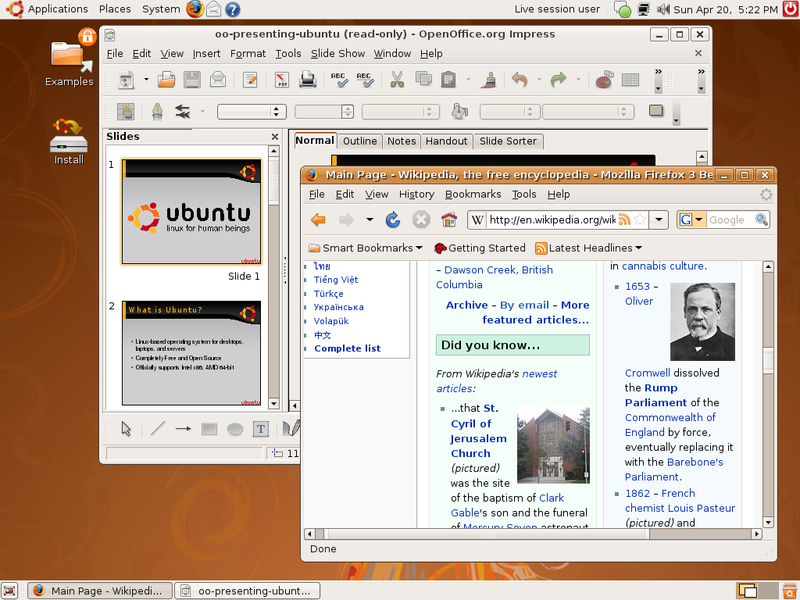 Applications Places System
Live session user
Sun Apr 20, 5:22 PM
Examples
Install
oo-presenting-ubuntu (read-only) - OpenOffice.org Impress
File Edit View Insert Format Tools Slide Show Window Help
ABC ABC
Slides
Normal Outline Notes Handout Slide Sorter
1
ubuntu
linux for human beings
ubuntu
Slide 1
2
What is Ubuntu?
Linux-based operating system for desktops,
laptops, and servers
Completely Free and Open Source
Officially supports Intel x86, AMD 64-bit
ubuntu
T
11
Main Page - Wikipedia, the free encyclopedia - Mozilla Firefox 3 Be
File Edit View History Bookmarks Tools Help
W http://en.wikipedia.org/wik
G Google
Smart Bookmarks Getting Started Latest Headlines
ไทย
Tiếng Việt
Türkçe
Українська
Volapük
中文
Complete list
– Dawson Creek, British
Columbia
Archive – By email – More
featured articles...
Did you know...
From Wikipedia's newest
articles:
...that St.
Cyril of
Jerusalem
Church
(pictured)
was the site
of the baptism of Clark
Gable's son and the funeral
of Mercury Seven astronaut
in cannabis culture.
1653 –
Oliver
Cromwell dissolved
the Rump
Parliament of the
Commonwealth of
England by force,
eventually replacing it
with the Barebone's
Parliament.
1862 – French
chemist Louis Pasteur
(pictured) and
Done
Main Page - Wikipedi...
oo-presenting-ubunt...